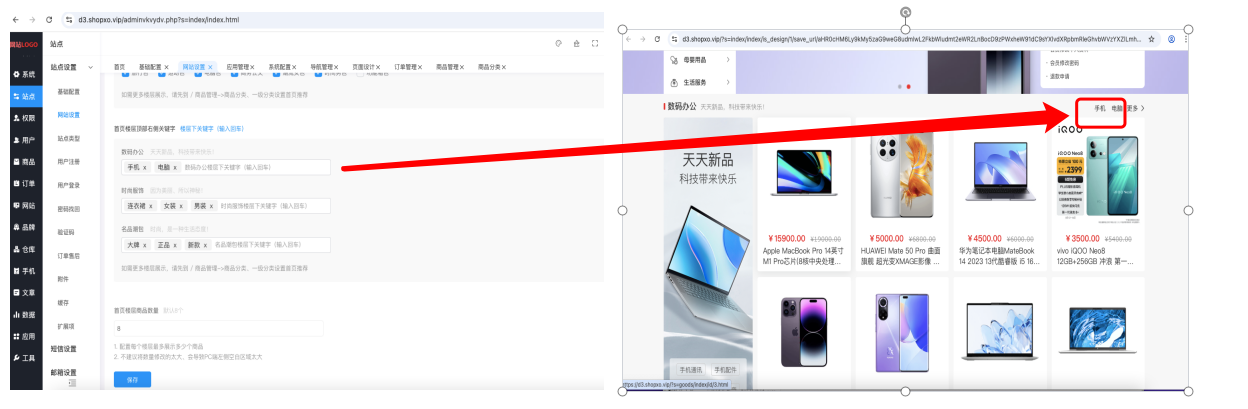 d3.shopxo.vip/adminvkvydv.php?s=index/index.html
网站LOGO
站点
站点设置
首页 基础配置 × 网站设置 × 应用管理 × 系统配置 × 导航管理 × 页面设计 × 订单管理 × 商品管理 × 商品分类 ×
系统
站点
权限
用户
商品
订单
网站
品牌
仓库
手机
文章
数据
应用
工具
基础配置
网站设置
站点类型
用户注册
用户登录
密码找回
验证码
订单售后
附件
缓存
扩展项
短信设置
邮箱设置
如需更多楼层展示，请先到 / 商品管理->商品分类、一级分类设置首页推荐
首页楼层顶部右侧关键字 楼层下关键字（输入回车）
数码办公 天天新品，科技带来快乐!
手机 x 电脑 x 数码办公楼层下关键字（输入回车）
时尚服饰
连衣裙 x 女装 x 男装 x 时尚服饰楼层下关键字（输入回车）
名品潮包 时尚，是一种生活态度!
大牌 x 正品 x 新款 x 名品潮包楼层下关键字（输入回车）
如需更多楼层展示，请先到 / 商品管理->商品分类、一级分类设置首页推荐
首页楼层商品数量 默认8个
8
1. 配置每个楼层最多展示多少个商品
2. 不建议将数量修改的太大，会导致PC端左侧空白区域太大
保存
母婴用品
生活服务
· 会员修改密码
· 退款申请
数码办公 天天新品，科技带来快乐!
手机 电脑 更多
天天新品
科技带来快乐
手机通讯 手机配件
iQOO
iQOO Neo8
2399
¥15900.00 ¥19000.00
Apple MacBook Pro 14英寸
M1 Pro芯片(8核中央处理...
¥5000.00 ¥6800.00
HUAWEI Mate 50 Pro 曲面
旗舰 超光变XMAGE影像 ...
¥4500.00 ¥6000.00
华为笔记本电脑MateBook
14 2023 13代酷睿版 i5 16...
¥3500.00 ¥5400.00
vivo iQOO Neo8
12GB+256GB 冲浪 第一...
https://d3.shopxo.vip/?s=goods/index/id/3.html